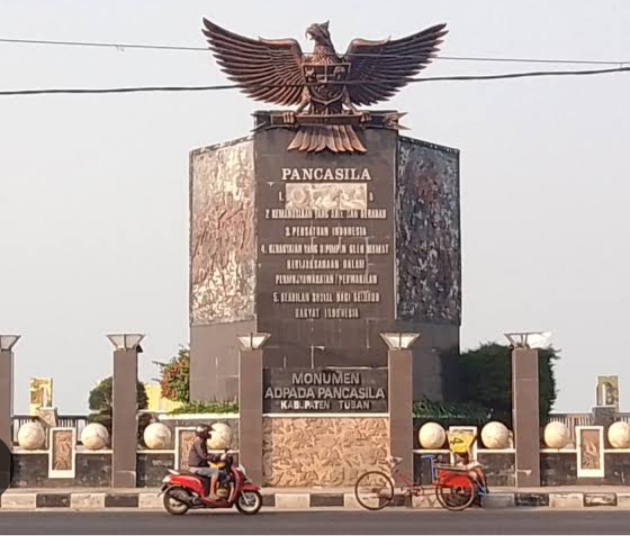 PANCASILA
1.
2. KEMANUSIAAN YANG ADIL DAN BERADAB
3. PERSATUAN INDONESIA
4. KERAKYATAN YANG DIPIMPIN OLEH HIKMAT
KEBIJAKSANAAN DALAM
PERMUSYAWARATAN / PERWAKILAN
5. KEADILAN SOSIAL BAGI SELURUH
RAKYAT INDONESIA
MONUMEN
ADPADA PANCASILA
KAB.PATEN TUBAN